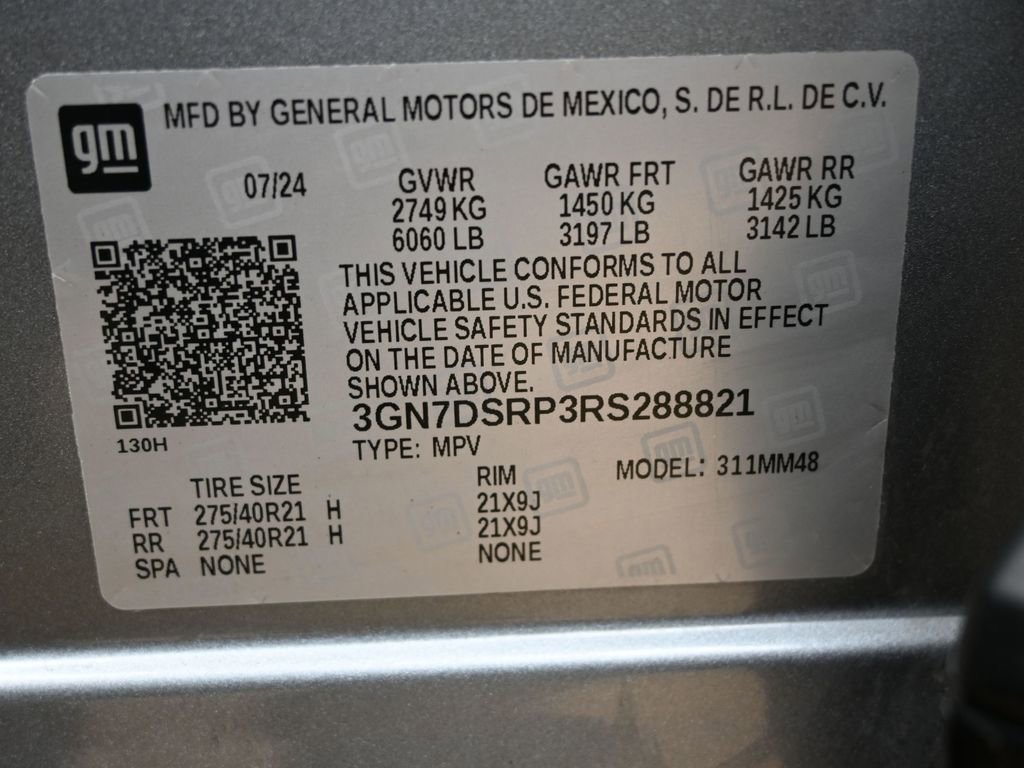 gm
MFD BY GENERAL MOTORS DE MEXICO, S. DE R.L. DE C.V.
07/24 GVWR GAWR FRT GAWR RR
2749 KG 1450 KG 1425 KG
6060 LB 3197 LB 3142 LB
THIS VEHICLE CONFORMS TO ALL
APPLICABLE U.S. FEDERAL MOTOR
VEHICLE SAFETY STANDARDS IN EFFECT
ON THE DATE OF MANUFACTURE
SHOWN ABOVE.
3GN7DSRP3RS288821
130H
TYPE: MPV
MODEL: 311MM48
TIRE SIZE RIM
FRT 275/40R21 H 21X9J
RR 275/40R21 H 21X9J
SPA NONE NONE